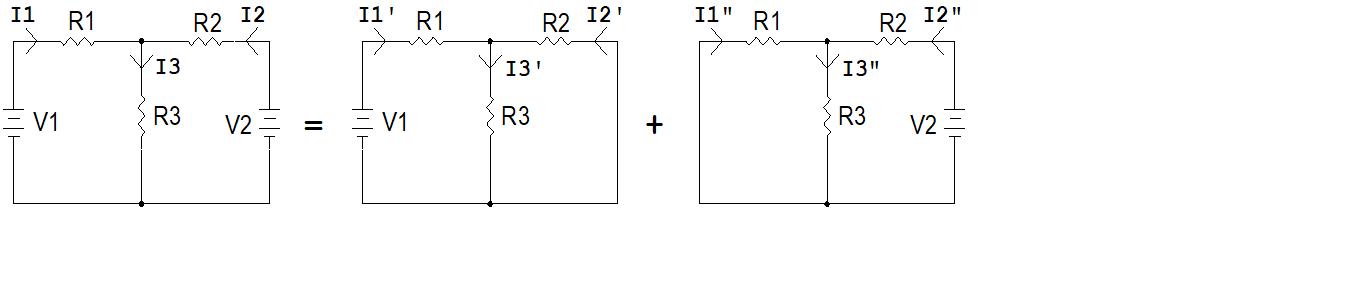 I1 R1 R2 I2 I1' R1 R2 I2' I1" R1 R2 I2"
I3 I3' I3"
V1 R3 V2 = V1 R3 + R3 V2